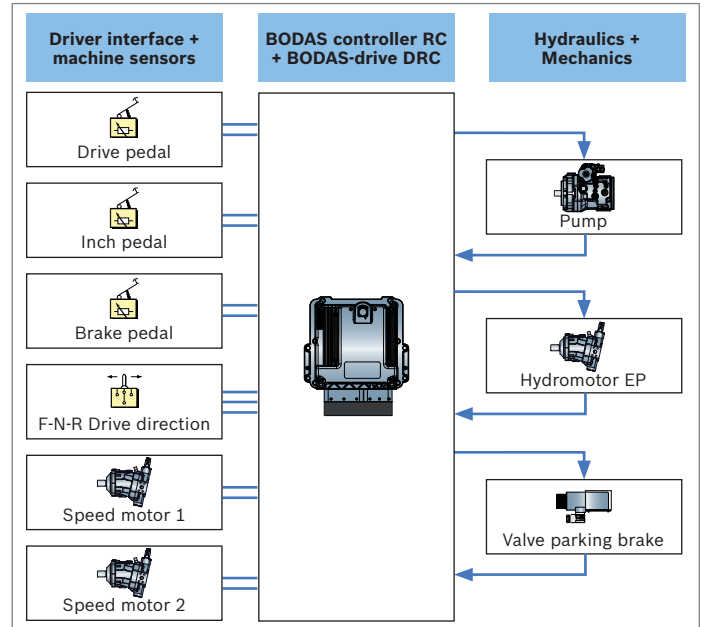 Driver interface +
machine sensors
BODAS controller RC
+ BODAS-drive DRC
Hydraulics +
Mechanics
Drive pedal
Inch pedal
Brake pedal
F-N-R Drive direction
Speed motor 1
Speed motor 2
Pump
Hydromotor EP
Valve parking brake